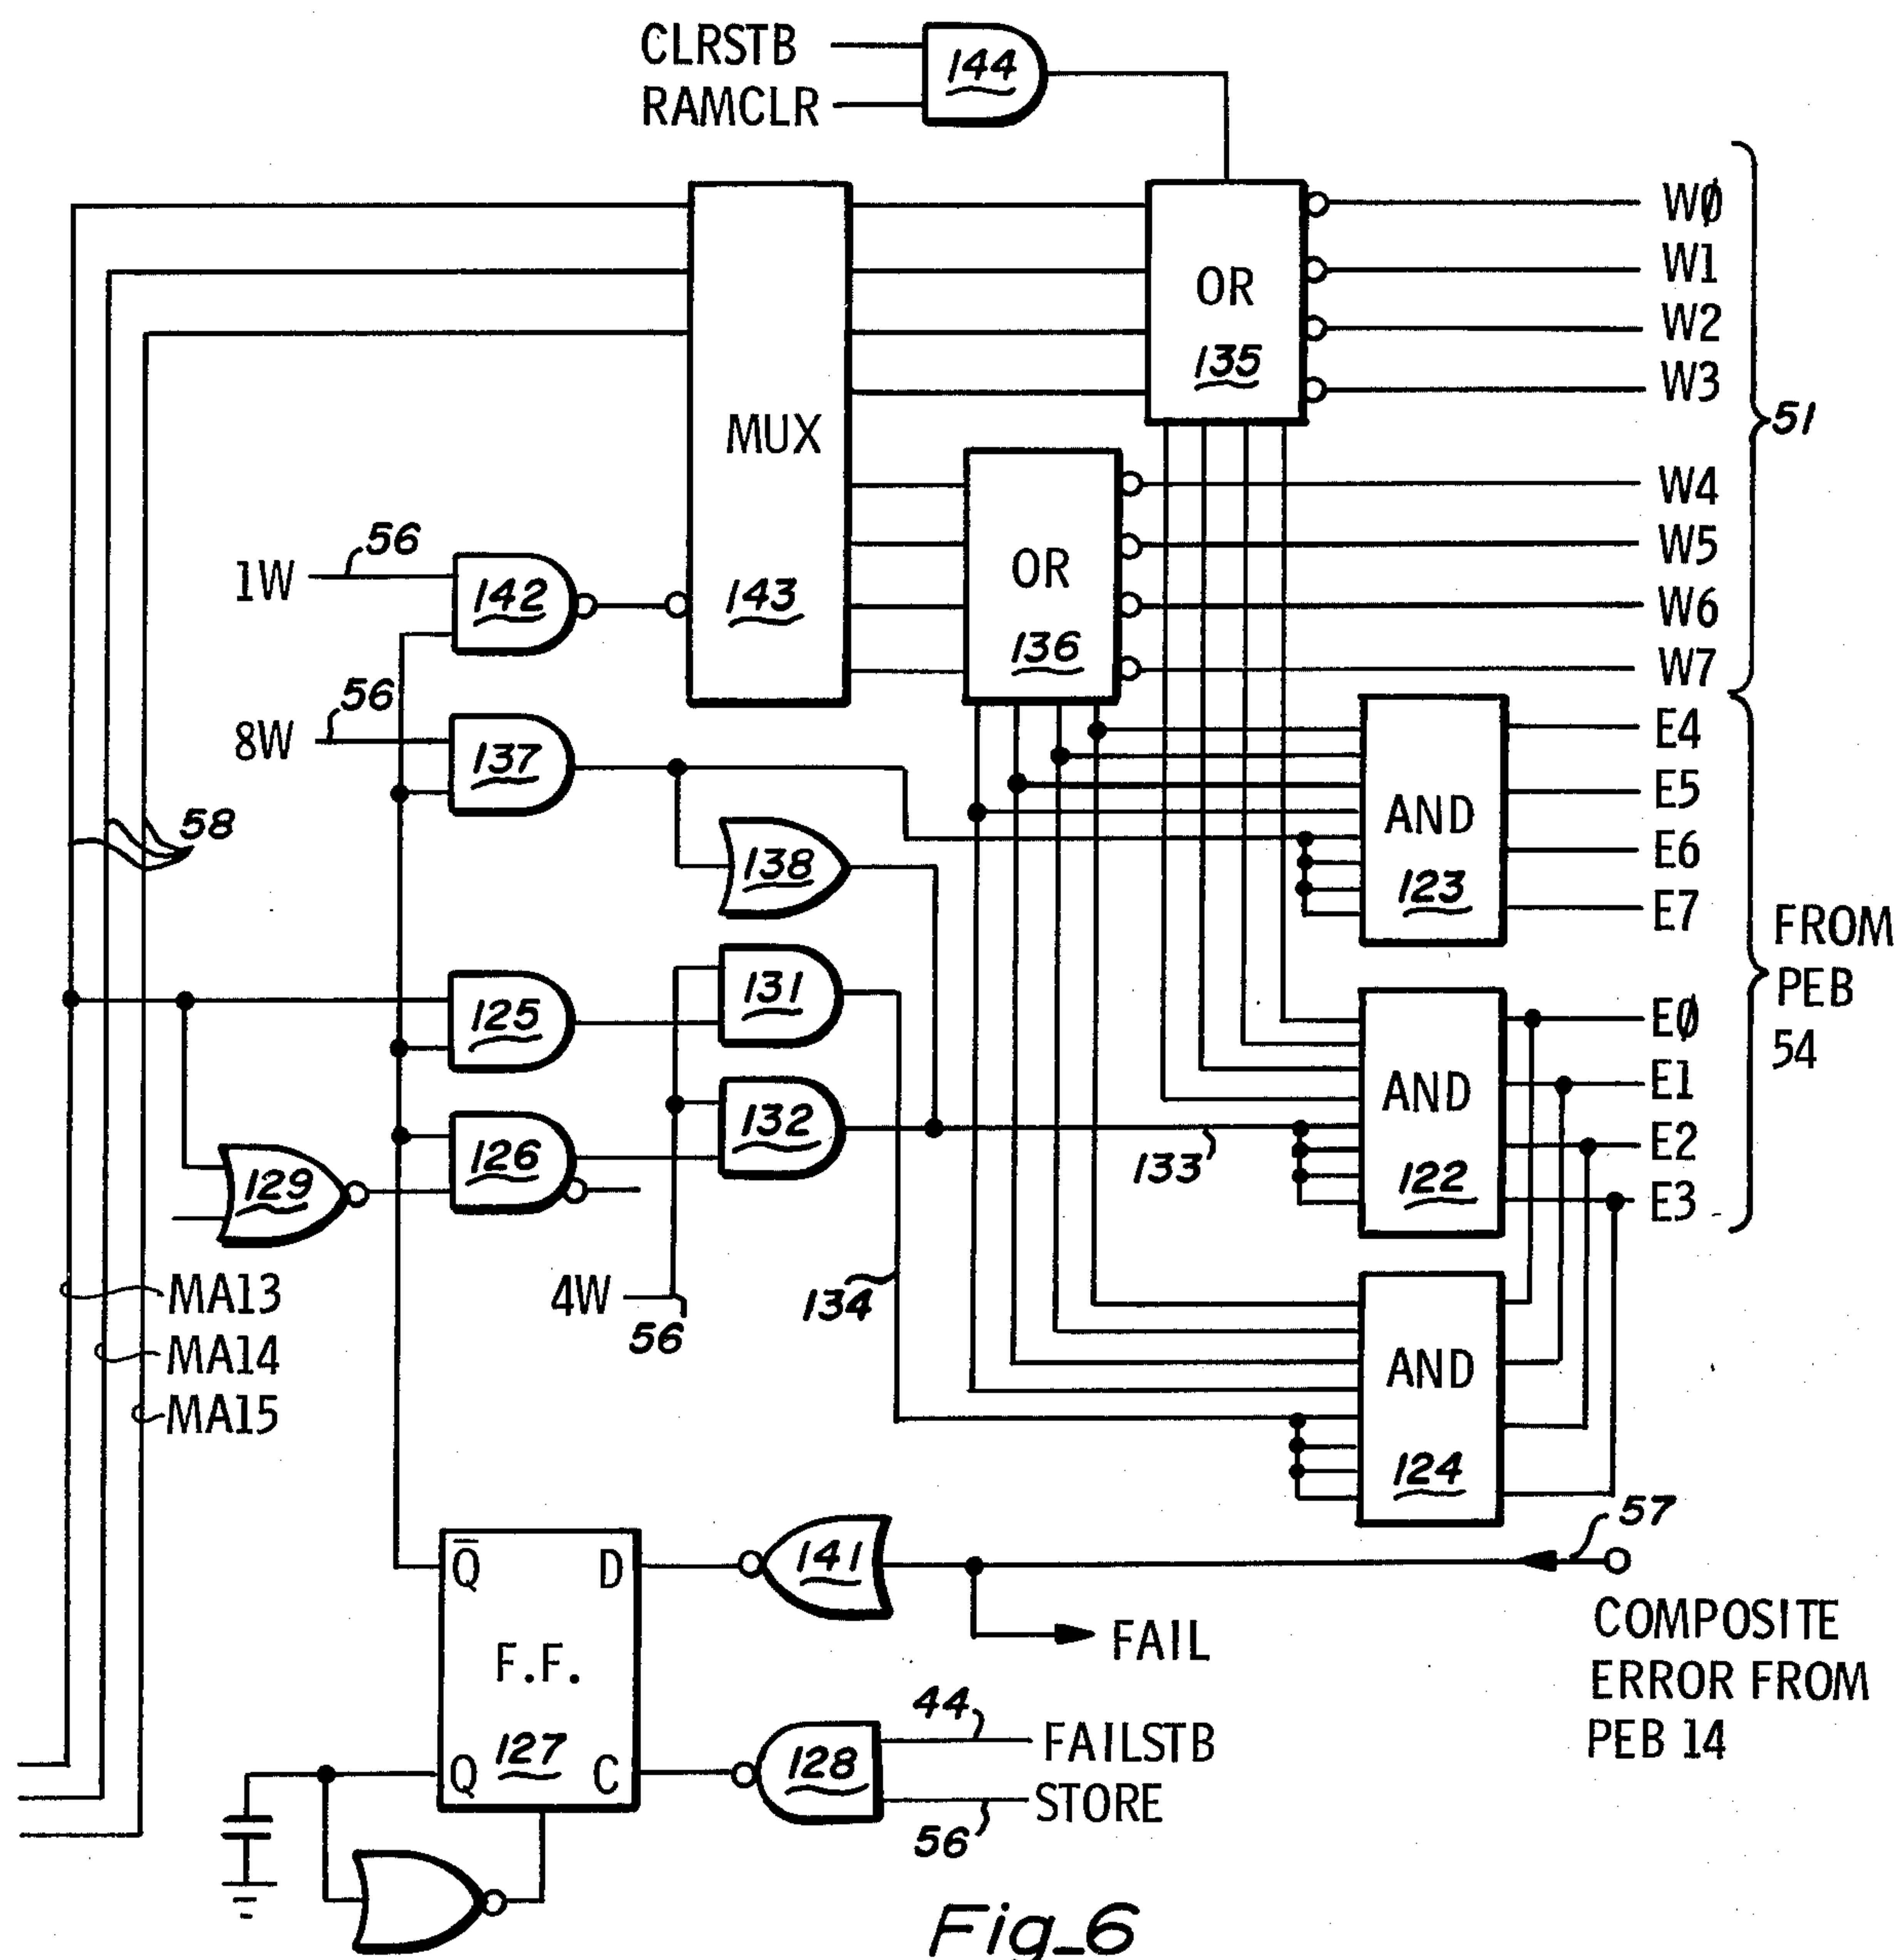 CLRSTB
RAMCLR
144
WØ
W1
W2
W3
OR
135
51
MUX
143
W4
W5
W6
W7
OR
136
1W
56
142
8W
56
137
E4
E5
E6
E7
AND
123
138
58
FROM
PEB
54
131
125
EØ
E1
E2
E3
AND
122
132
133
126
129
MA13
MA14
MA15
4W
56
134
AND
124
57
Q̅
D
141
FAIL
COMPOSITE
ERROR FROM
PEB 14
F.F.
127
Q
C
128
44
FAILSTB
STORE
56
Fig_6